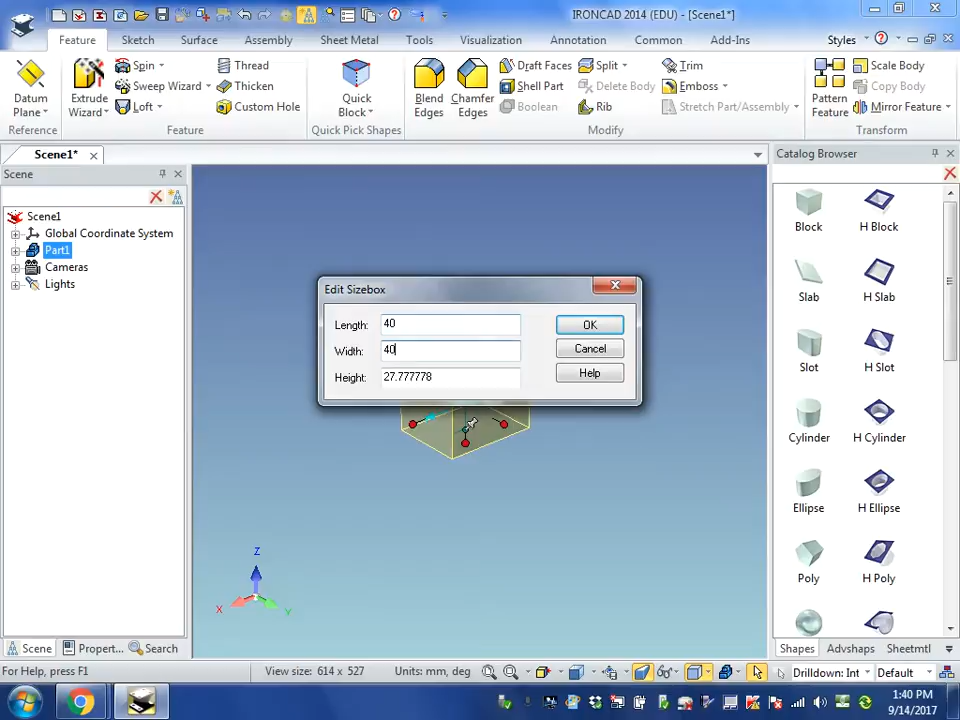 IRONCAD 2014 (EDU) - [Scene1*]
Feature Sketch Surface Assembly Sheet Metal Tools Visualization Annotation Common Add-Ins Styles
Datum Plane
Extrude Wizard
Spin
Sweep Wizard
Loft
Thread
Thicken
Custom Hole
Quick Block
Blend Edges
Chamfer Edges
Draft Faces
Shell Part
Boolean
Split
Delete Body
Rib
Trim
Emboss
Stretch Part/Assembly
Pattern Feature
Scale Body
Copy Body
Mirror Feature
Reference Feature Quick Pick Shapes Modify Transform
Scene1*
Scene
Catalog Browser
Scene1
Global Coordinate System
Part1
Cameras
Lights
Edit Sizebox
Length: 40 OK
Width: 40 Cancel
Height: 27.777778 Help
Block H Block
Slab H Slab
Slot H Slot
Cylinder H Cylinder
Ellipse H Ellipse
Poly H Poly
Z
X Y
Scene Propert... Search
Shapes Advshaps Sheetmtl
For Help, press F1 View size: 614 x 527 Units: mm, deg Drilldown: Int Default
1:40 PM
9/14/2017